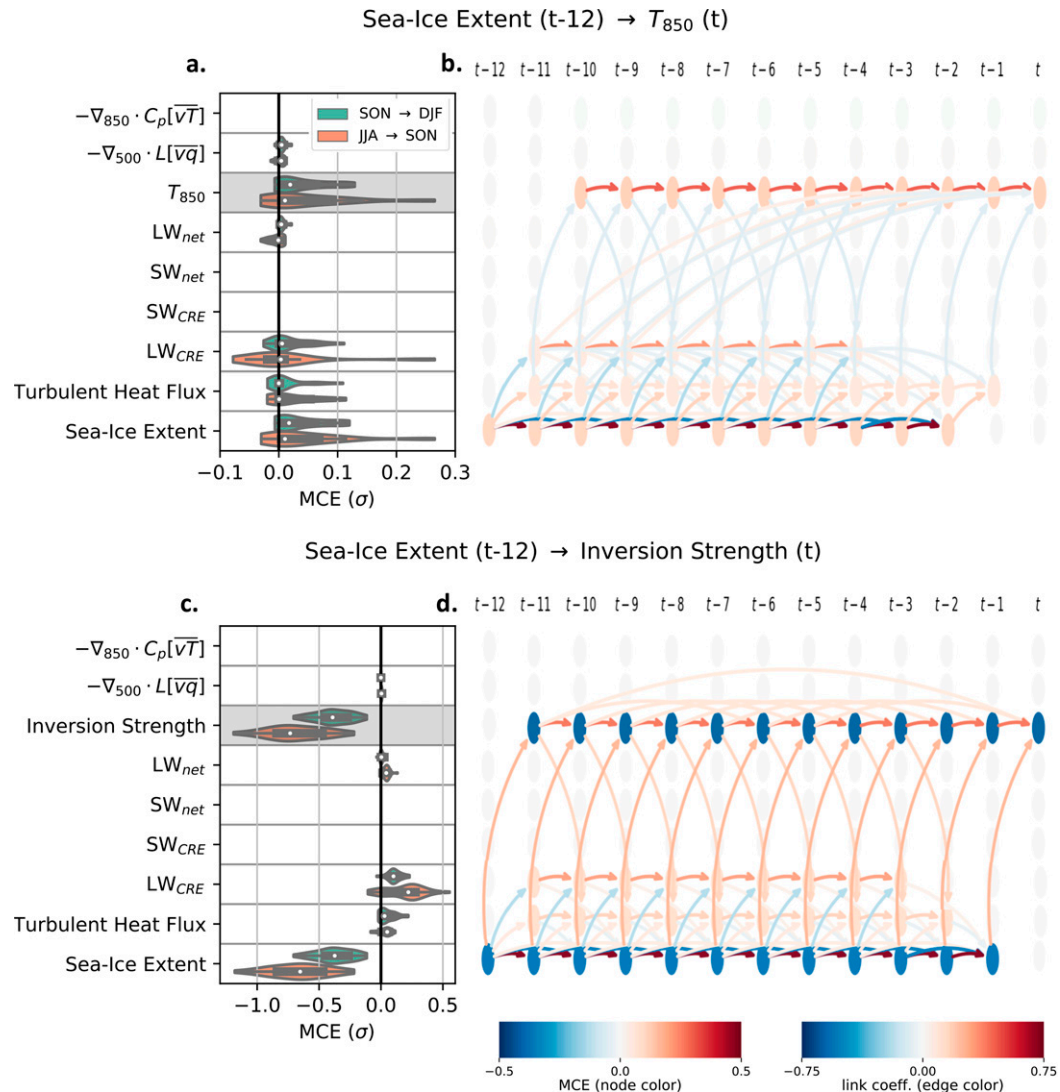 Sea-Ice Extent (t-12) → T₈₅₀ (t)
a.
b.
t−12 t−11 t−10 t−9 t−8 t−7 t−6 t−5 t−4 t−3 t−2 t−1 t
SON → DJF
JJA → SON
−∇₈₅₀ · Cₚ[v̅T̅]
−∇₅₀₀ · L[v̅q̅]
T₈₅₀
LWₙₑₜ
SWₙₑₜ
SW_CRE
LW_CRE
Turbulent Heat Flux
Sea-Ice Extent
−0.1 0.0 0.1 0.2 0.3
MCE (σ)
Sea-Ice Extent (t-12) → Inversion Strength (t)
c.
d.
t−12 t−11 t−10 t−9 t−8 t−7 t−6 t−5 t−4 t−3 t−2 t−1 t
−∇₈₅₀ · Cₚ[v̅T̅]
−∇₅₀₀ · L[v̅q̅]
Inversion Strength
LWₙₑₜ
SWₙₑₜ
SW_CRE
LW_CRE
Turbulent Heat Flux
Sea-Ice Extent
−1.0 −0.5 0.0 0.5
MCE (σ)
−0.5 0.0 0.5
MCE (node color)
−0.75 0.00 0.75
link coeff. (edge color)